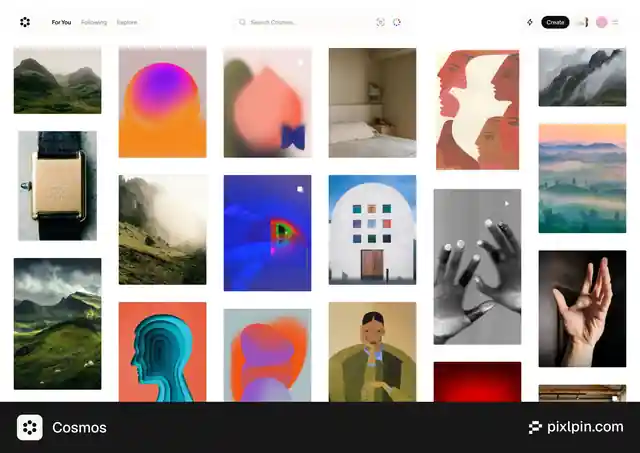 For You Following Explore
Search Cosmos...
Create
Cosmos
pixlpin.com